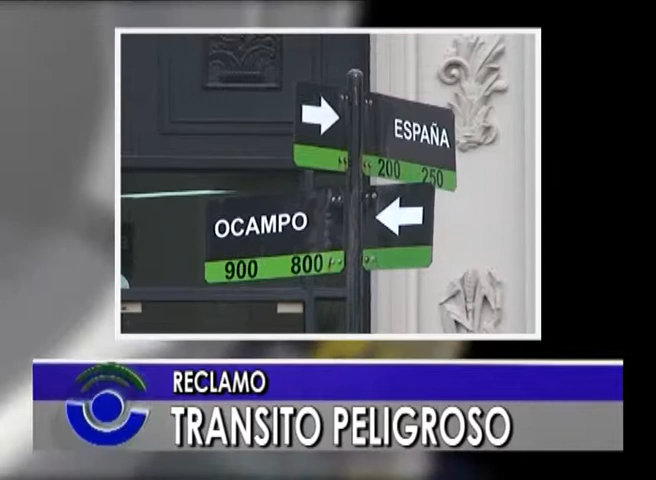 ESPAÑA
200 250
OCAMPO
900 800
RECLAMO
TRANSITO PELIGROSO